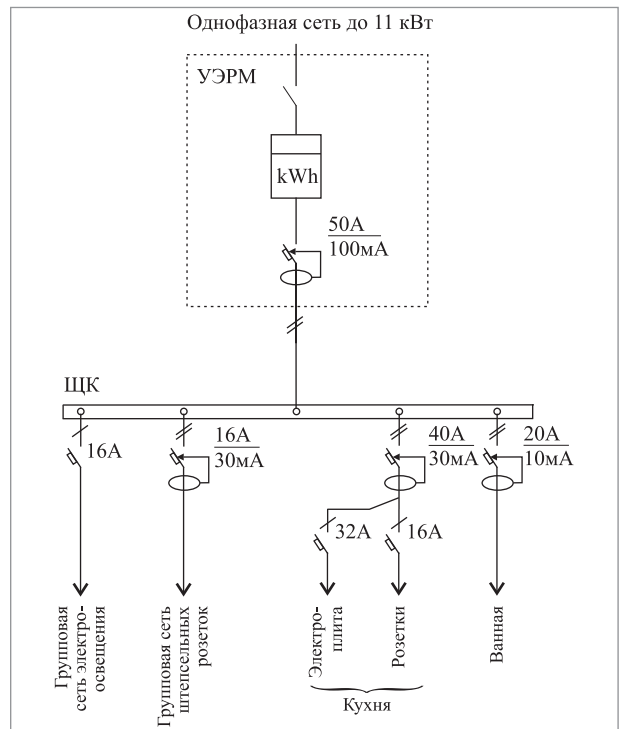 Однофазная сеть до 11 кВт
УЭРМ
kWh
50А
100мА
ЩК
16А
16А
30мА
40А
30мА
20А
10мА
32А
16А
Групповая
сеть электро-
освещения
Групповая сеть
штепсельных
розеток
Электро-
плита
Розетки
Ванная
Кухня